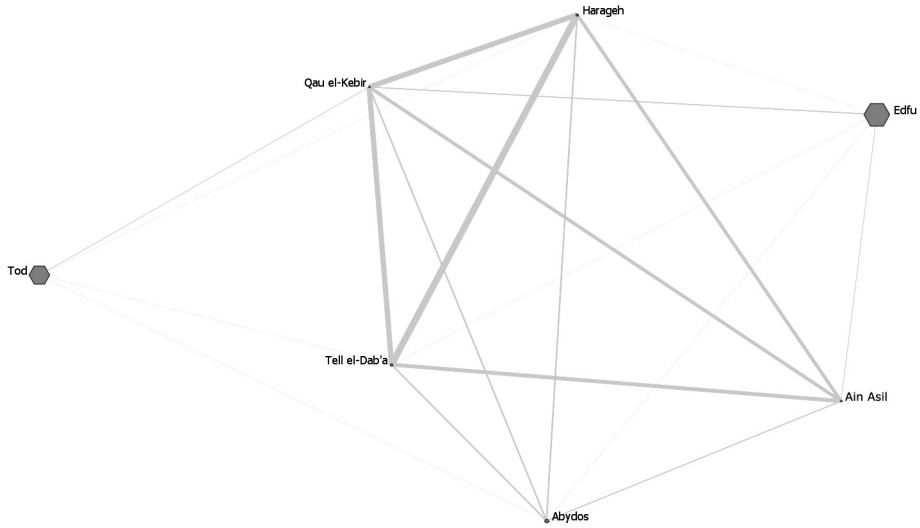 Harageh
Qau el-Kebir
Edfu
Tod
Tell el-Dab'a
Ain Asil
Abydos